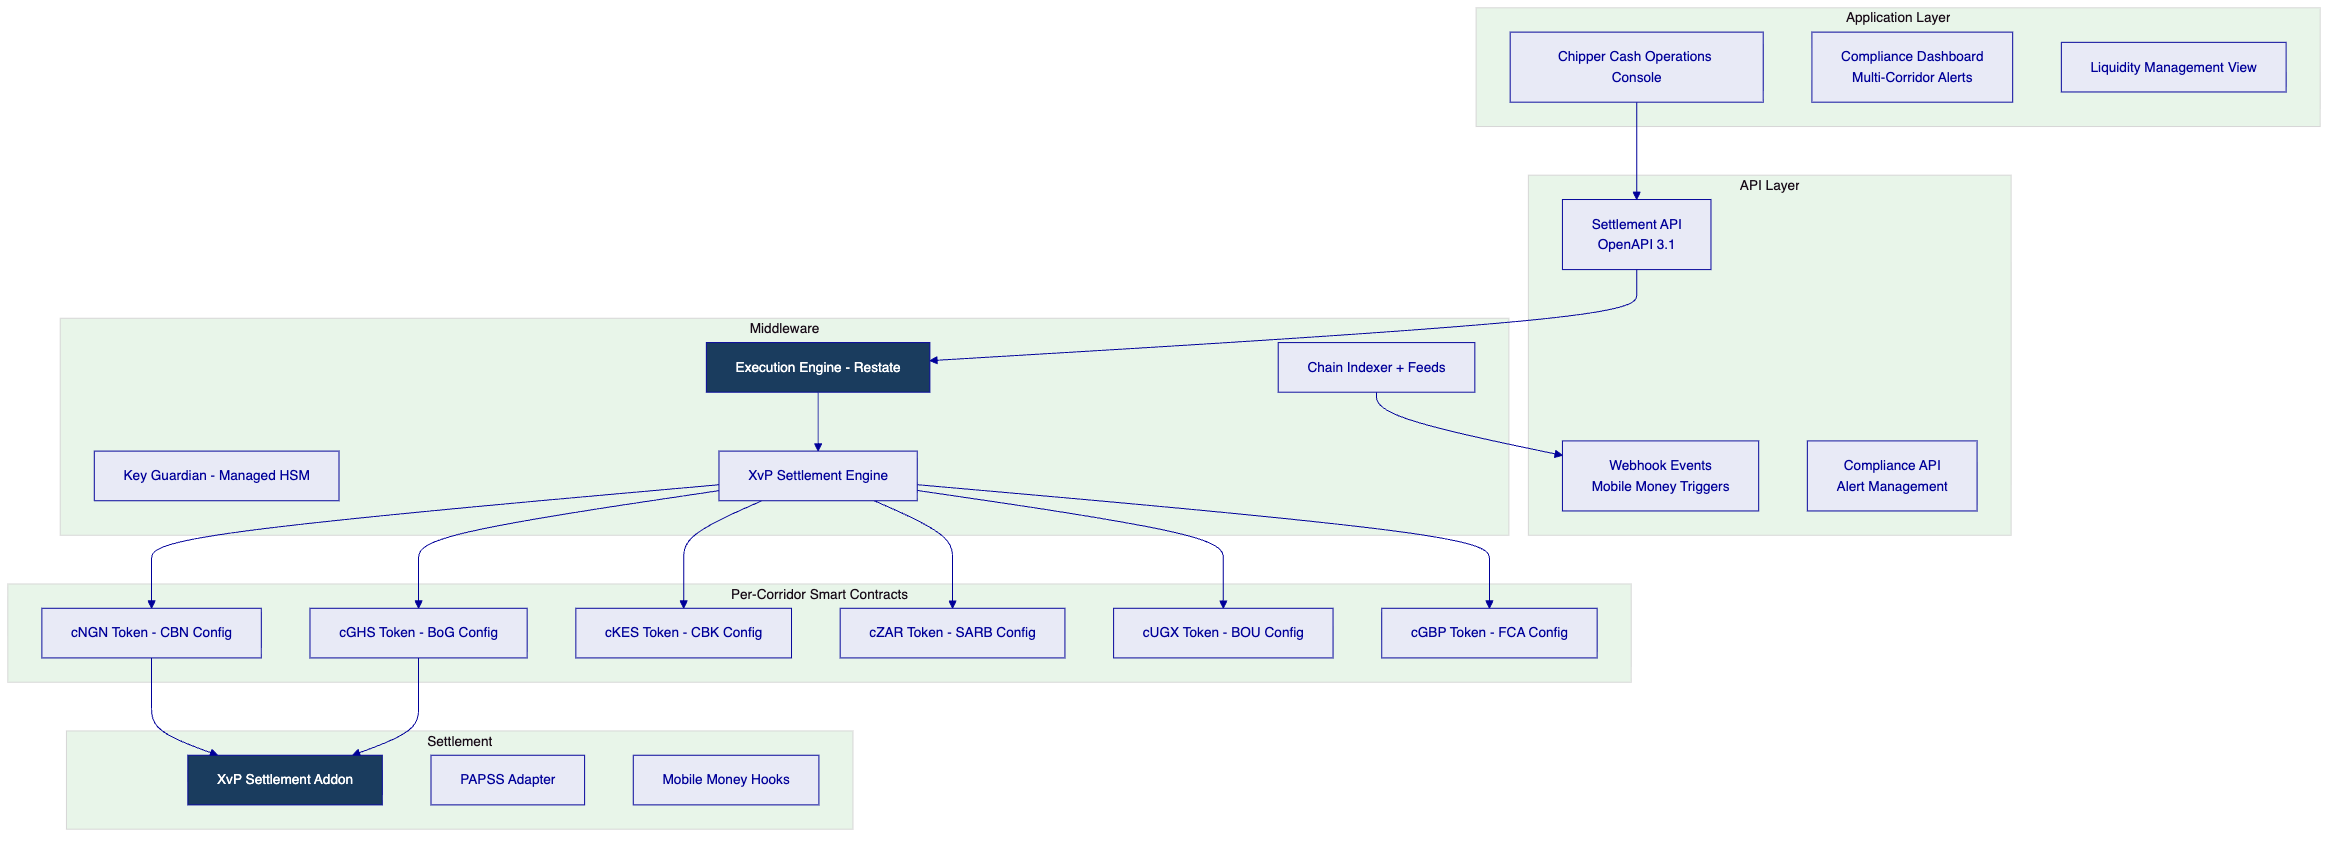 Application Layer
Chipper Cash Operations
Console
Compliance Dashboard
Multi-Corridor Alerts
Liquidity Management View
API Layer
Settlement API
OpenAPI 3.1
Middleware
Execution Engine - Restate
Chain Indexer + Feeds
Key Guardian - Managed HSM
XvP Settlement Engine
Webhook Events
Mobile Money Triggers
Compliance API
Alert Management
Per-Corridor Smart Contracts
cNGN Token - CBN Config
cGHS Token - BoG Config
cKES Token - CBK Config
cZAR Token - SARB Config
cUGX Token - BOU Config
cGBP Token - FCA Config
Settlement
XvP Settlement Addon
PAPSS Adapter
Mobile Money Hooks